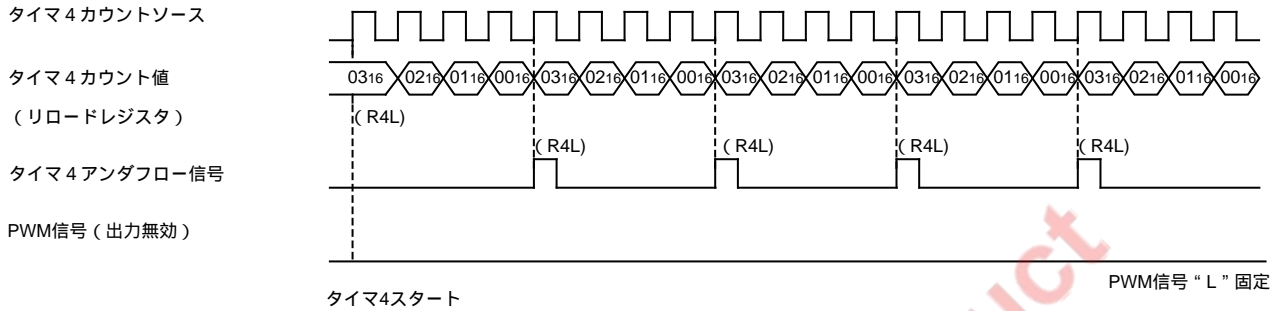 タイマ4カウントソース
タイマ4カウント値
0316 0216 0116 0016 0316 0216 0116 0016 0316 0216 0116 0016 0316 0216 0116 0016 0316 0216 0116 0016
(リロードレジスタ)
(R4L)
(R4L) (R4L) (R4L) (R4L)
タイマ4アンダフロー信号
PWM信号(出力無効)
PWM信号“L”固定
タイマ4スタート
uct